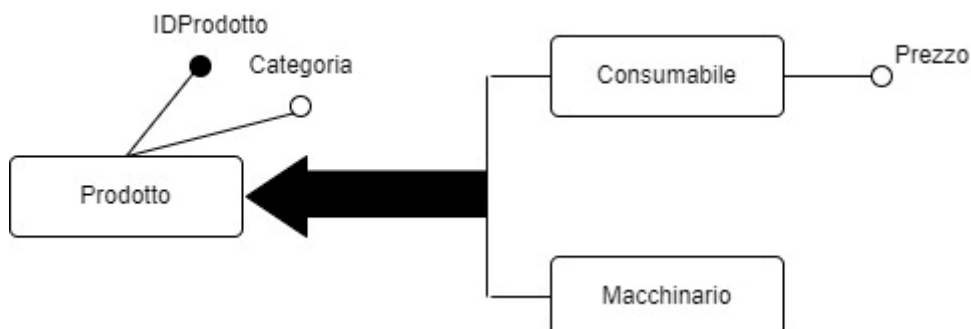 IDProdotto
Categoria
Prodotto
Consumabile
Prezzo
Macchinario